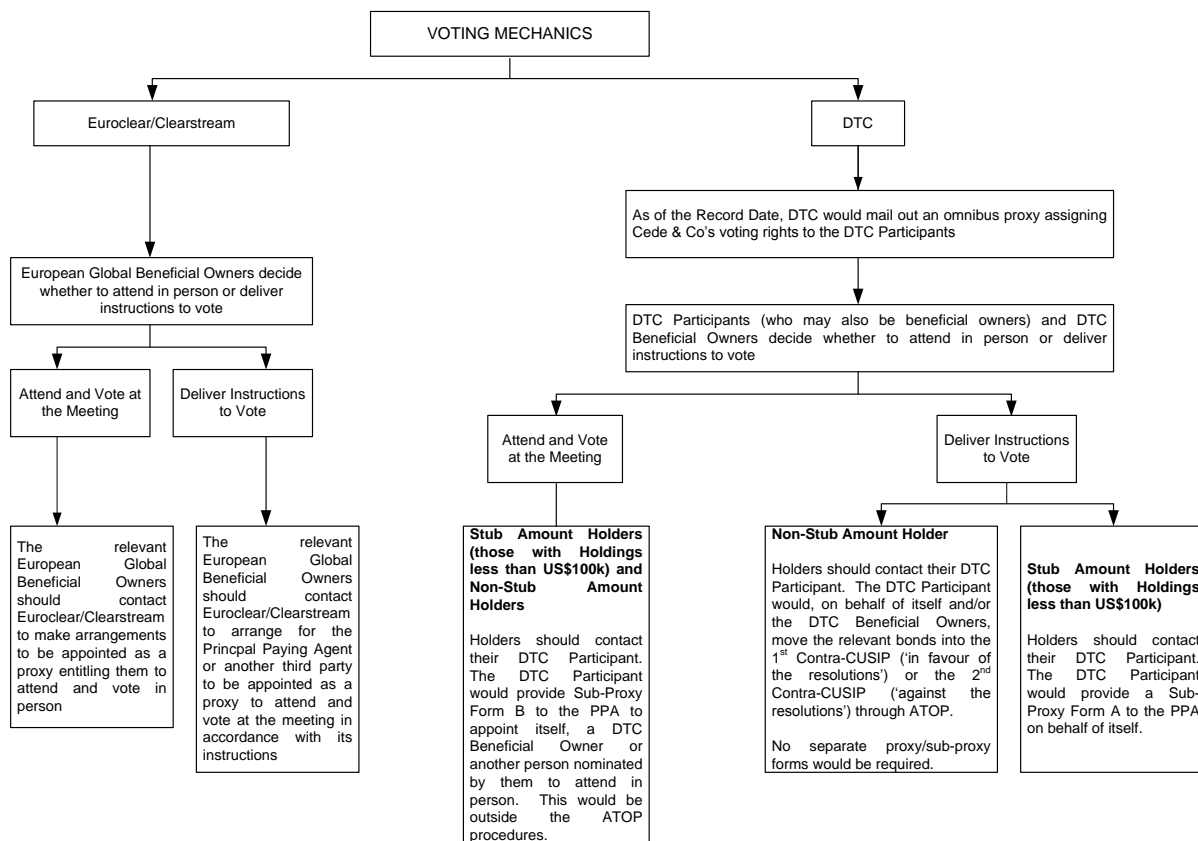 VOTING MECHANICS
Euroclear/Clearstream
DTC
As of the Record Date, DTC would mail out an omnibus proxy assigning
Cede & Co's voting rights to the DTC Participants
European Global Beneficial Owners decide
whether to attend in person or deliver
instructions to vote
DTC Participants (who may also be beneficial owners) and DTC
Beneficial Owners decide whether to attend in person or deliver
instructions to vote
Attend and Vote at
the Meeting
Deliver Instructions
to Vote
Attend and Vote
at the Meeting
Deliver Instructions
to Vote
The relevant
European Global
Beneficial Owners
should contact
Euroclear/Clearstream
to make arrangements
to be appointed as a
proxy entitling them to
attend and vote in
person
The relevant
European Global
Beneficial Owners
should contact
Euroclear/Clearstream
to arrange for the
Princpal Paying Agent
or another third party
to be appointed as a
proxy to attend and
vote at the meeting in
accordance with its
instructions
Stub Amount Holders
(those with Holdings
less than US$100k) and
Non-Stub Amount
Holders
Holders should contact
their DTC Participant.
The DTC Participant
would provide Sub-Proxy
Form B to the PPA to
appoint itself, a DTC
Beneficial Owner or
another person nominated
by them to attend in
person. This would be
outside the ATOP
procedures.
Non-Stub Amount Holder
Holders should contact their DTC
Participant. The DTC Participant
would, on behalf of itself and/or
the DTC Beneficial Owners,
move the relevant bonds into the
1st Contra-CUSIP ('in favour of
the resolutions') or the 2nd
Contra-CUSIP ('against the
resolutions') through ATOP.
No separate proxy/sub-proxy
forms would be required.
Stub Amount Holders
(those with Holdings
less than US$100k)
Holders should contact
their DTC Participant.
The DTC Participant
would provide a Sub-
Proxy Form A to the PPA
on behalf of itself.